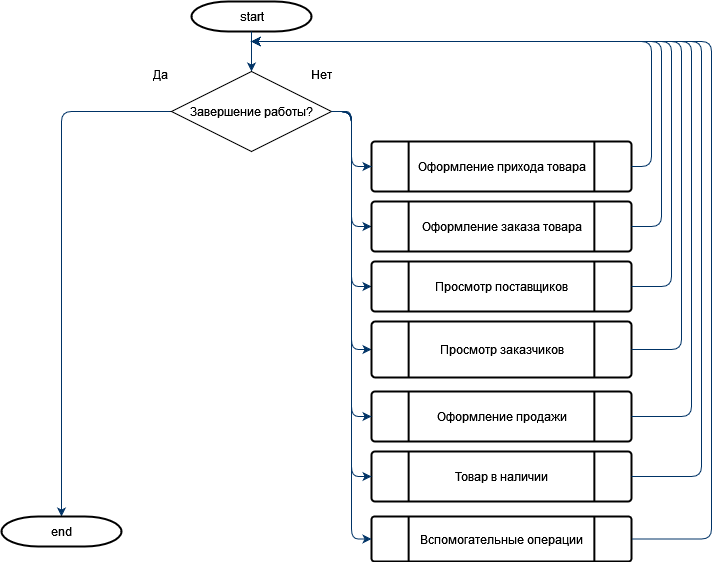 start
Да
Нет
Завершение работы?
Оформление прихода товара
Оформление заказа товара
Просмотр поставщиков
Просмотр заказчиков
Оформление продажи
Товар в наличии
end
Вспомогательные операции